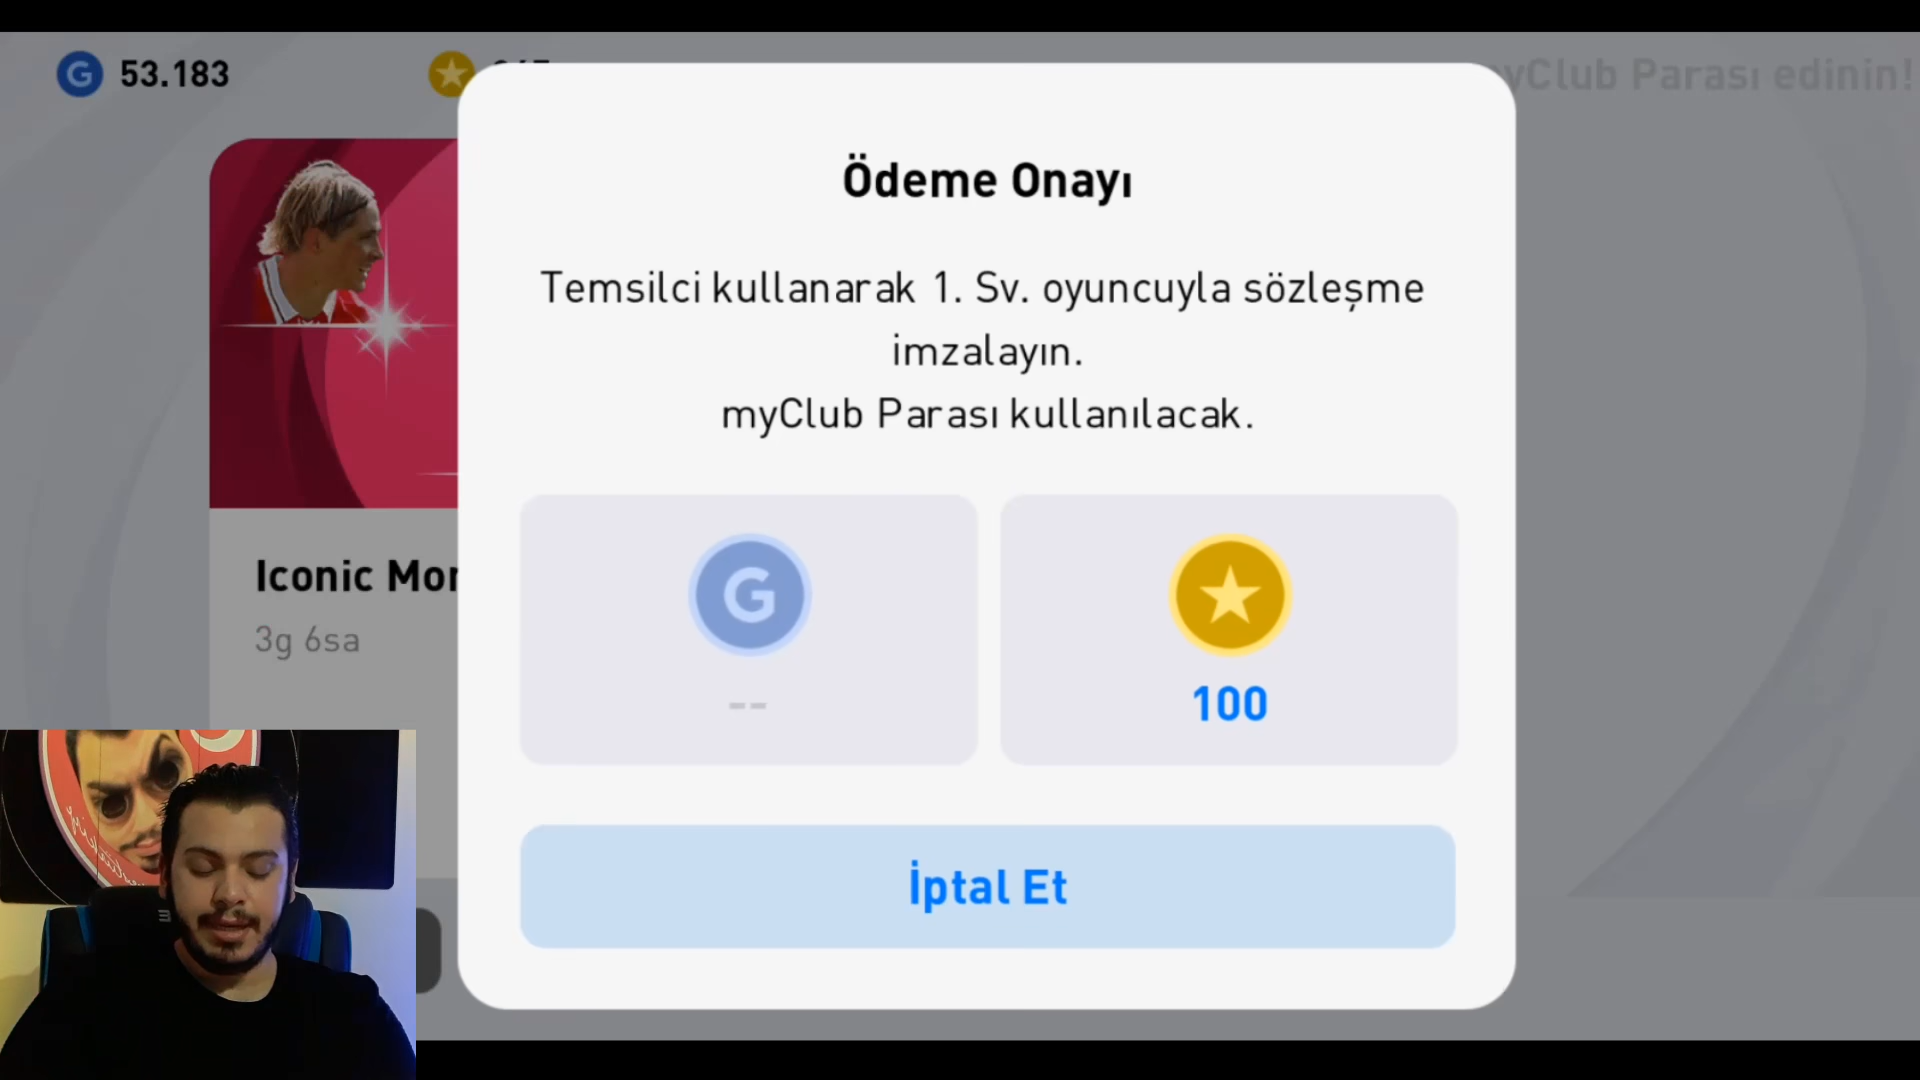 53.183
yClub Parası edinin!
Ödeme Onayı
Temsilci kullanarak 1. Sv. oyuncuyla sözleşme
imzalayın.
myClub Parası kullanılacak.
G
G
--
100
Iconic Mor
3g 6sa
İptal Et